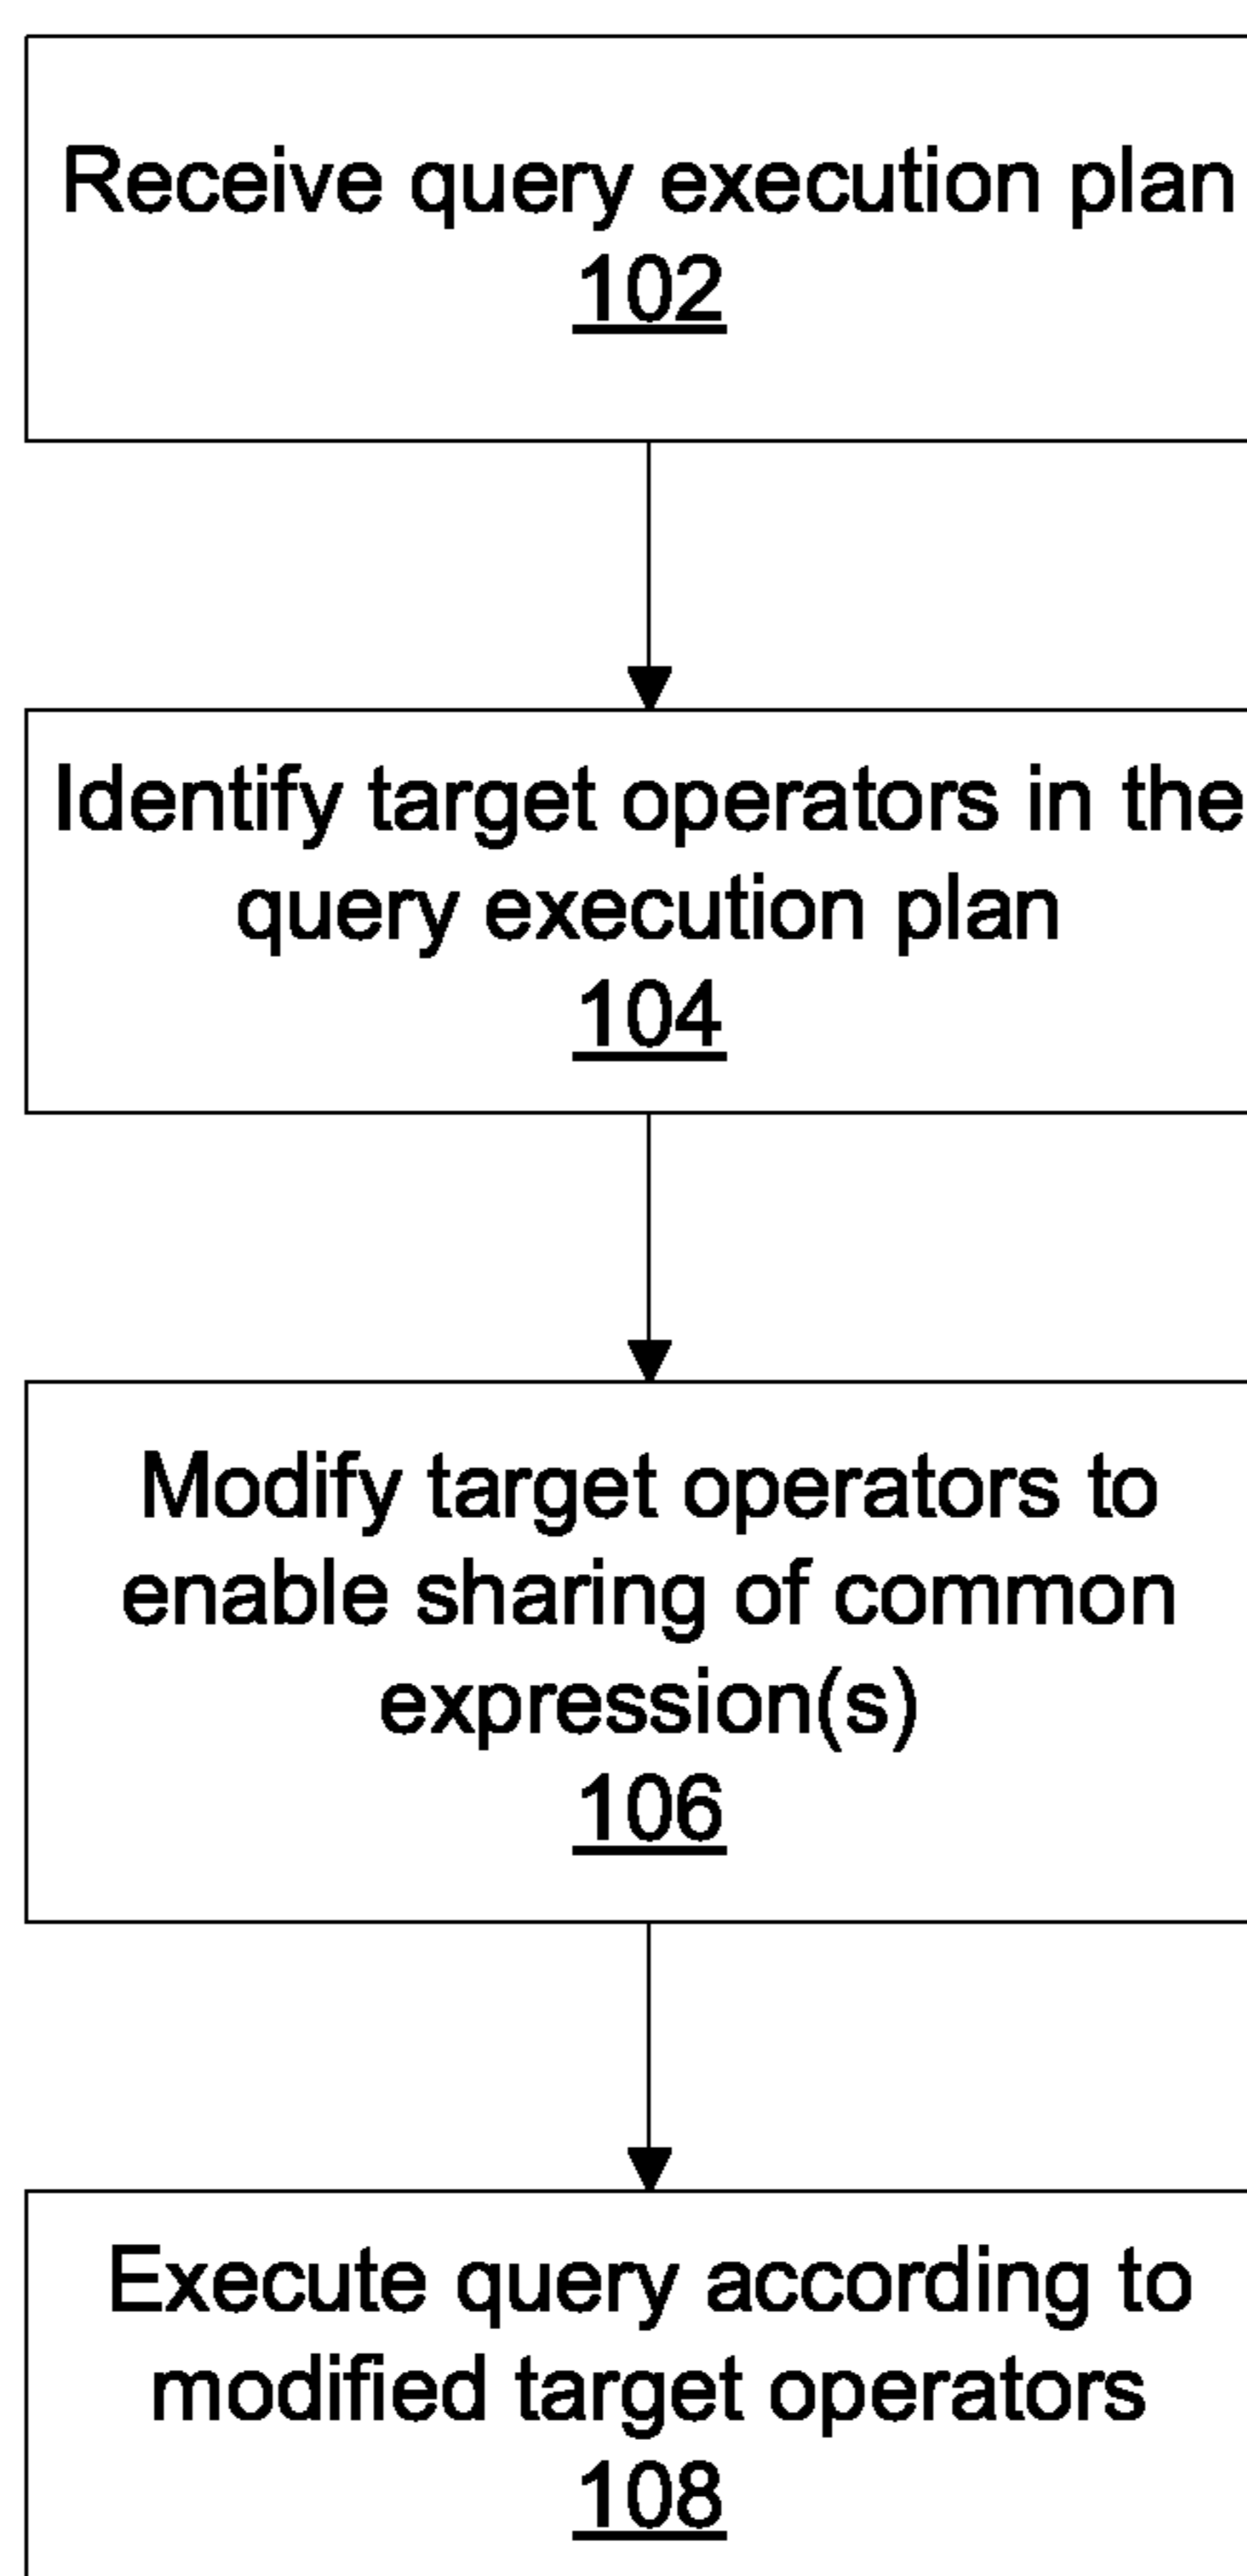 Receive query execution plan
102
Identify target operators in the
query execution plan
104
Modify target operators to
enable sharing of common
expression(s)
106
Execute query according to
modified target operators
108